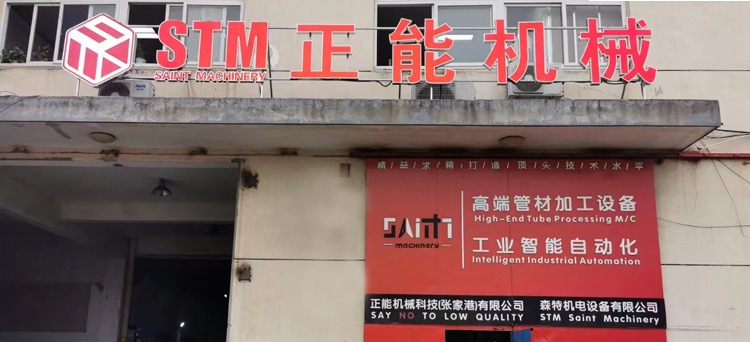 STM 正能机械
SAINT MACHINERY
精益求精打造顶尖技术水平
SAiNTi
machinery
高端管材加工设备
High-End Tube Processing M/C
工业智能自动化
Intelligent Industrial Automation
正能机械科技(张家港)有限公司 森特机电设备有限公司
SAY NO TO LOW QUALITY STM Saint Machinery